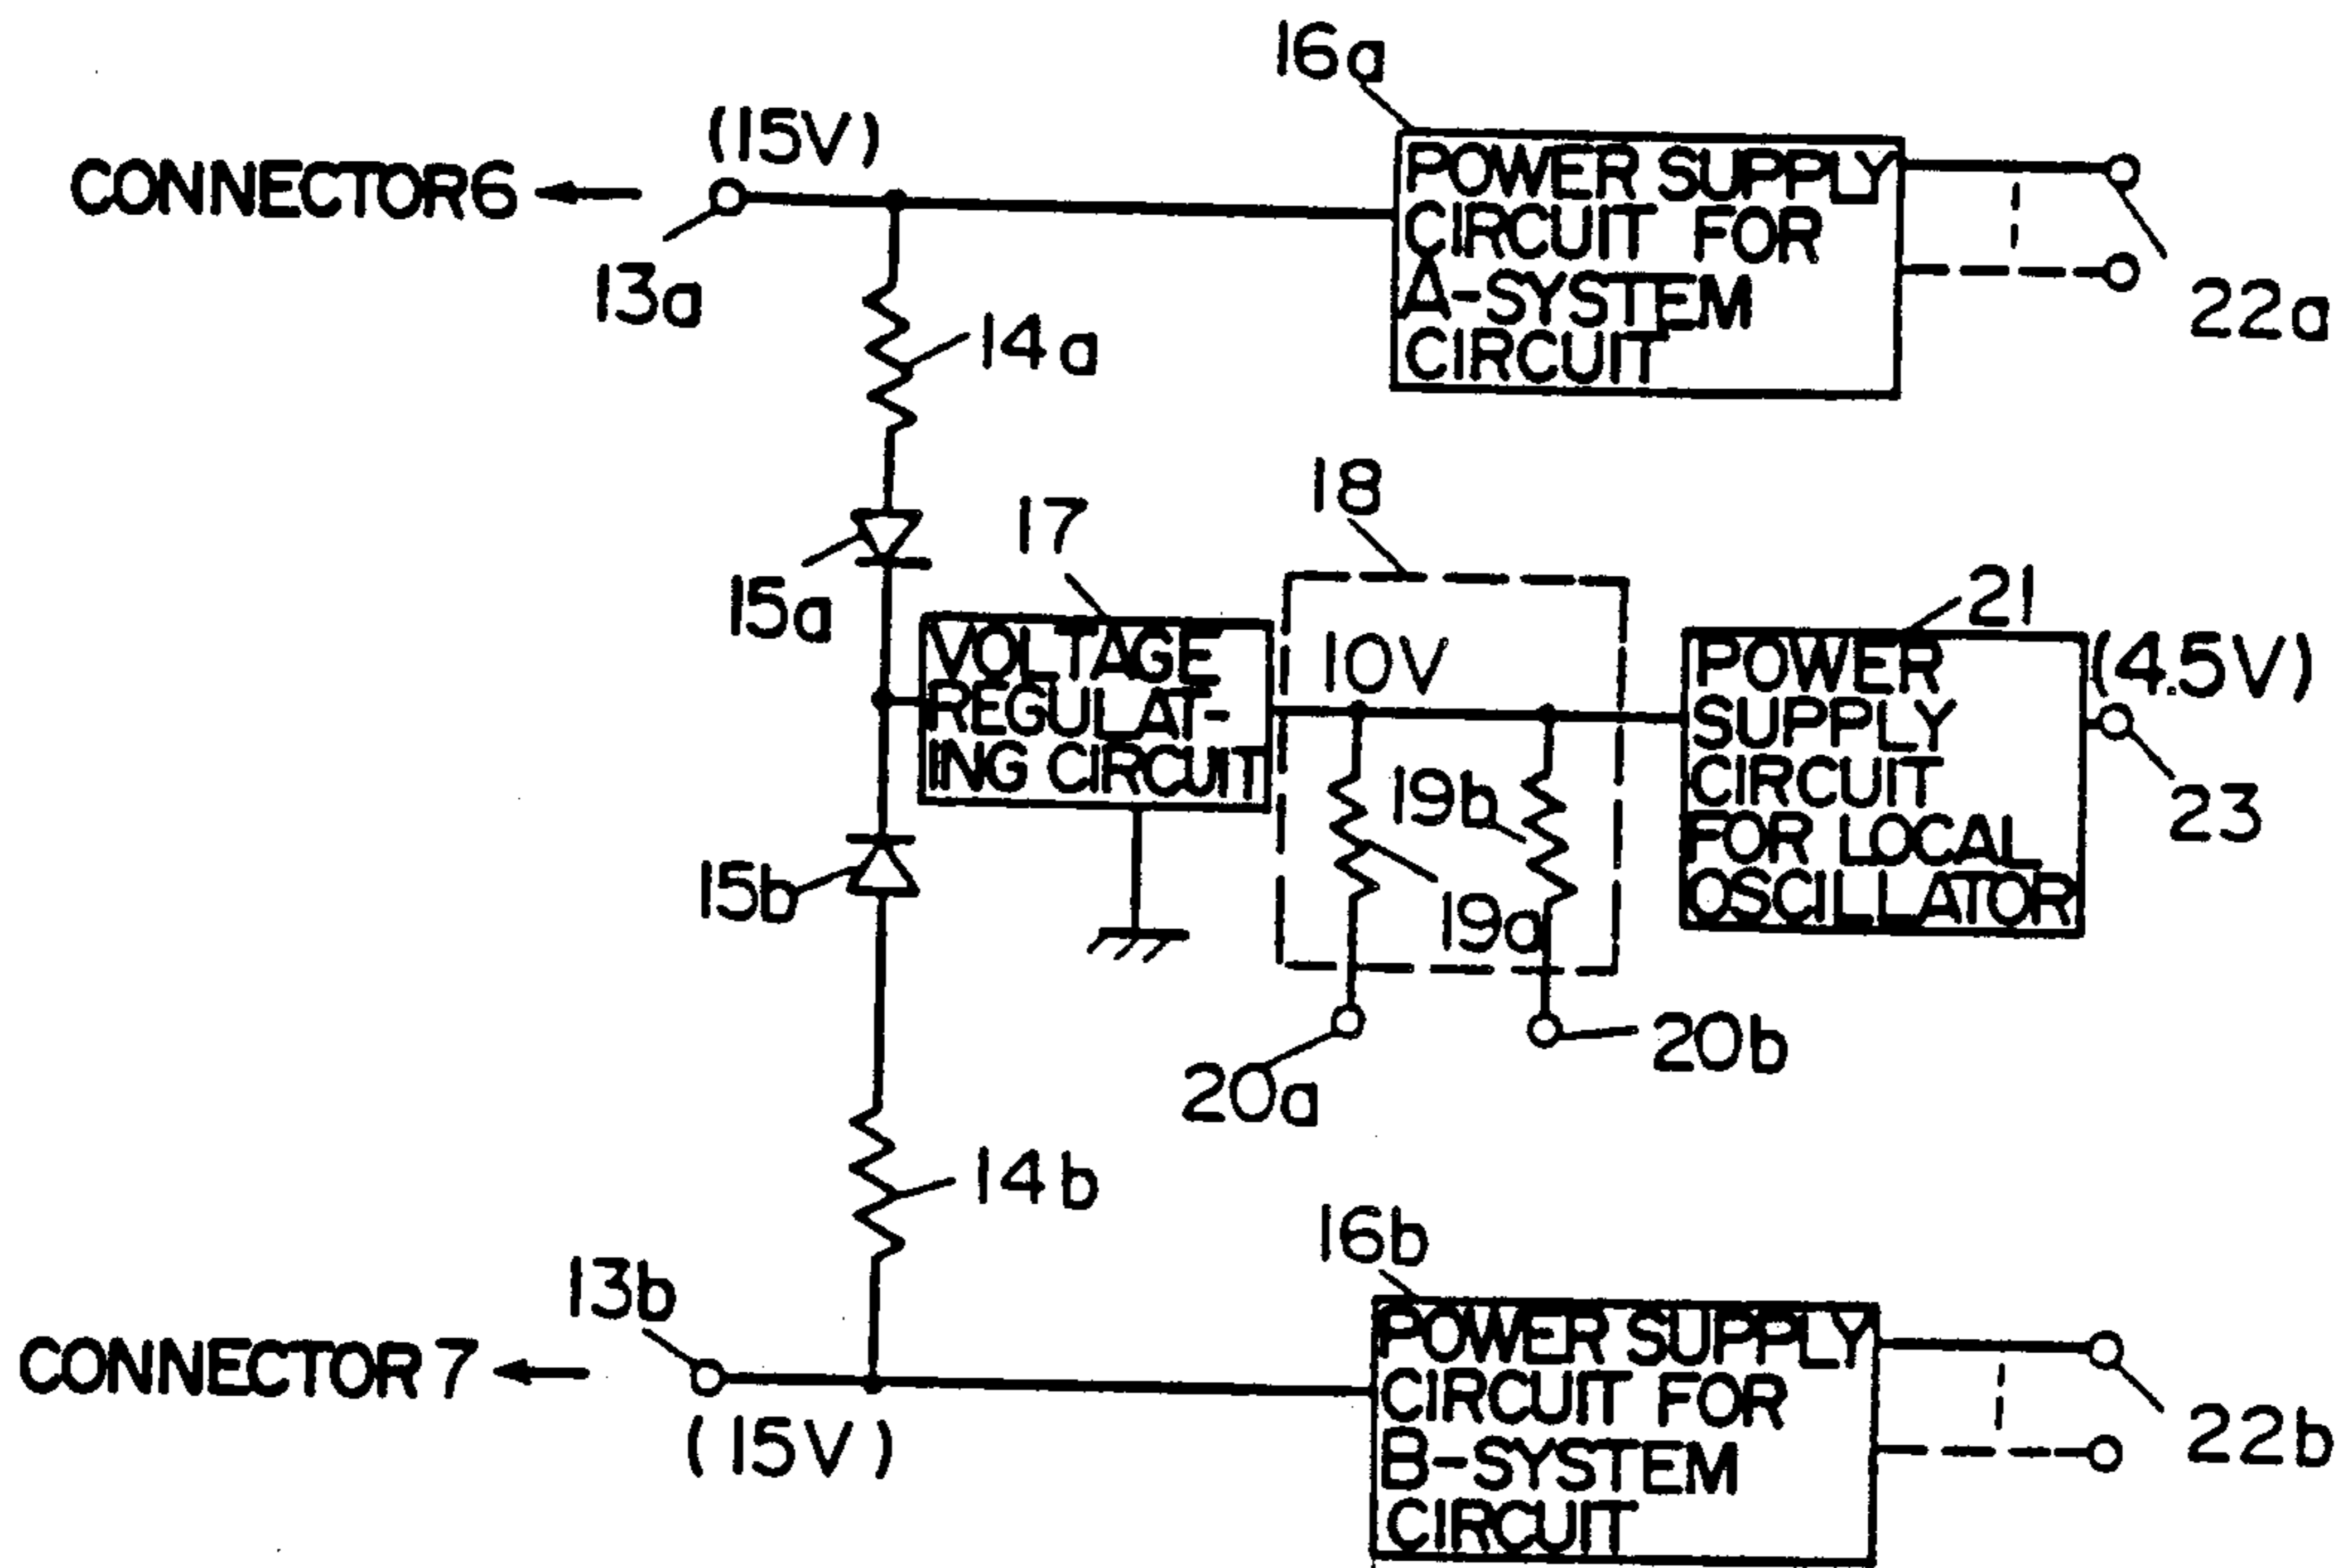 16a
(15V)
CONNECTOR6
13a
POWER SUPPLY
CIRCUIT FOR
A-SYSTEM
CIRCUIT
22a
14a
15a
17
18
VOLTAGE
REGULAT-
ING CIRCUIT
10V
19b
19a
20a
20b
21
POWER
SUPPLY
CIRCUIT
FOR LOCAL
OSCILLATOR
(4.5V)
23
15b
14b
13b
CONNECTOR 7
(15V)
16b
POWER SUPPLY
CIRCUIT FOR
B-SYSTEM
CIRCUIT
22b